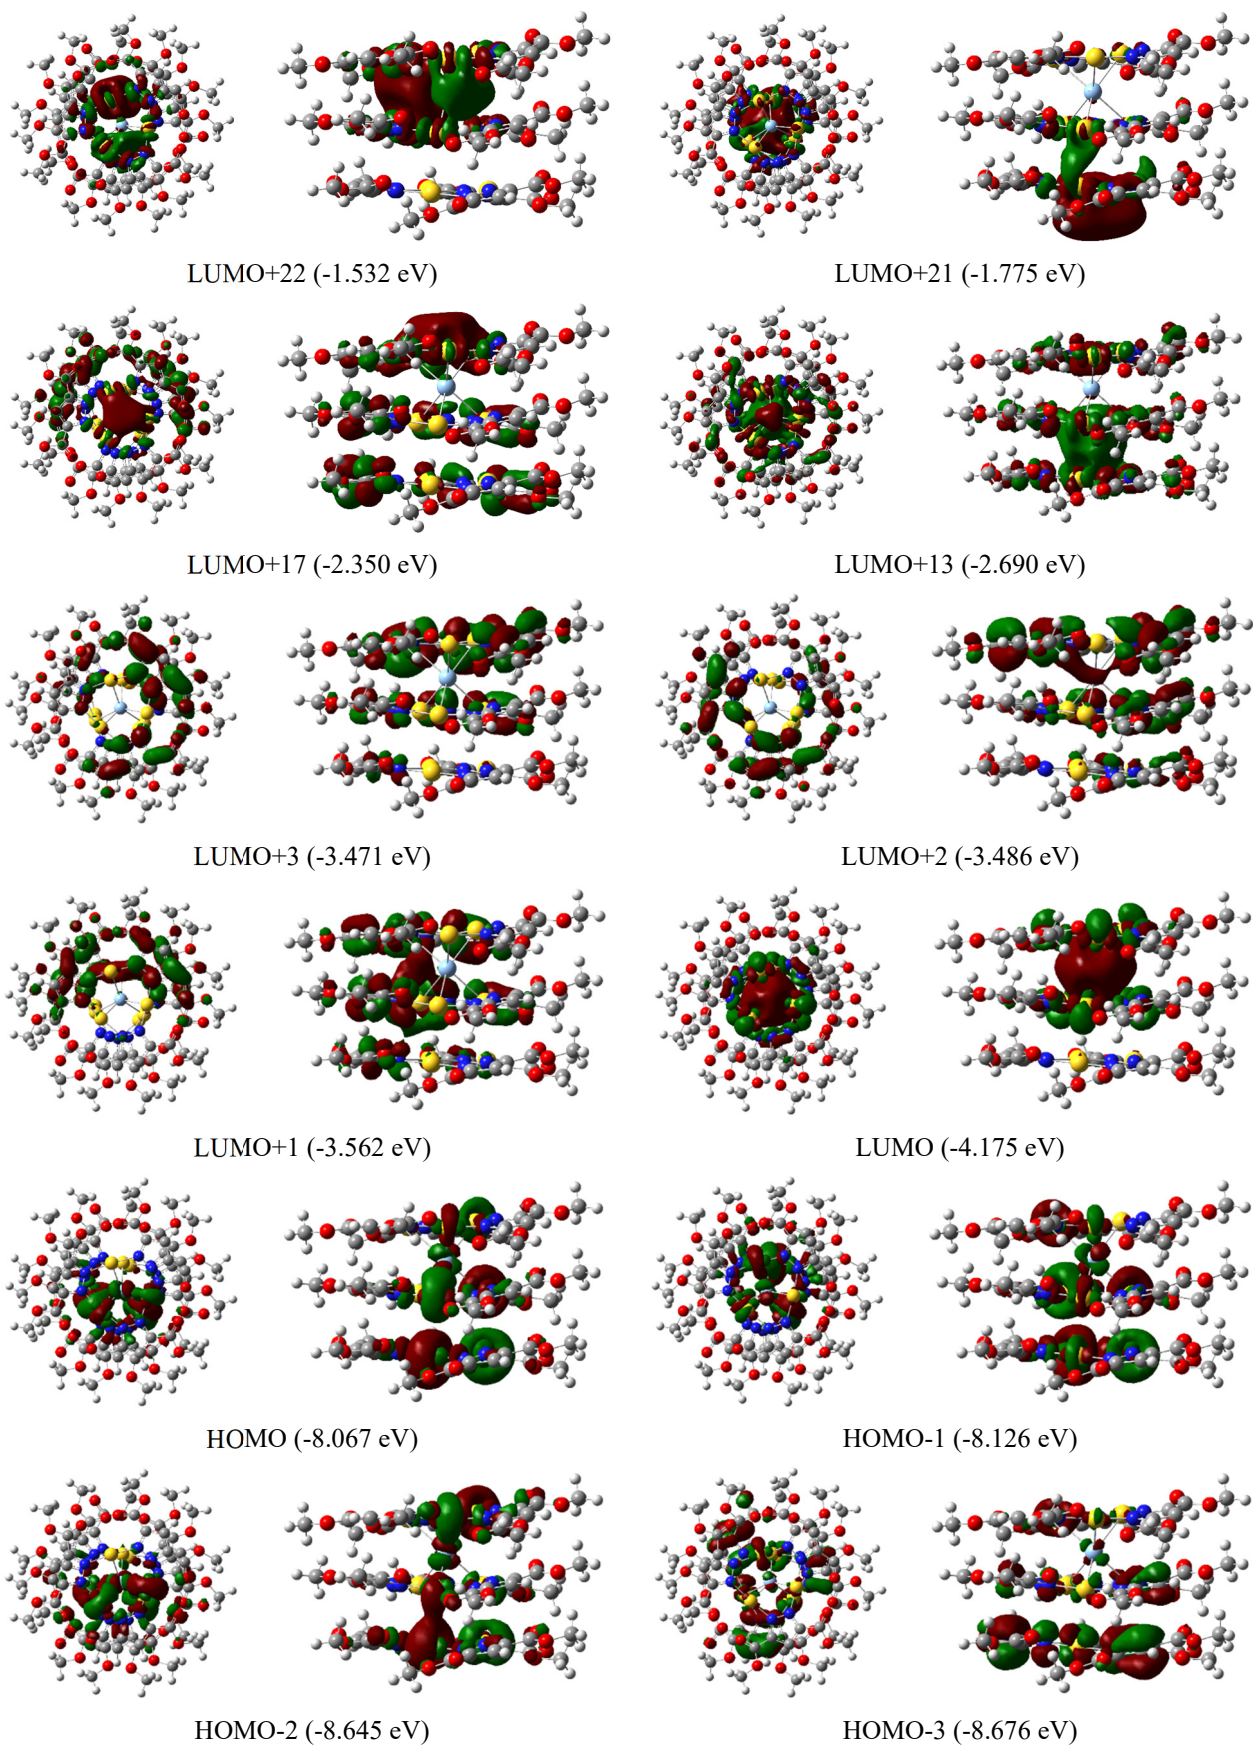 LUMO+22 (-1.532 eV)
LUMO+21 (-1.775 eV)
LUMO+17 (-2.350 eV)
LUMO+13 (-2.690 eV)
LUMO+3 (-3.471 eV)
LUMO+2 (-3.486 eV)
LUMO+1 (-3.562 eV)
LUMO (-4.175 eV)
HOMO (-8.067 eV)
HOMO-1 (-8.126 eV)
HOMO-2 (-8.645 eV)
HOMO-3 (-8.676 eV)